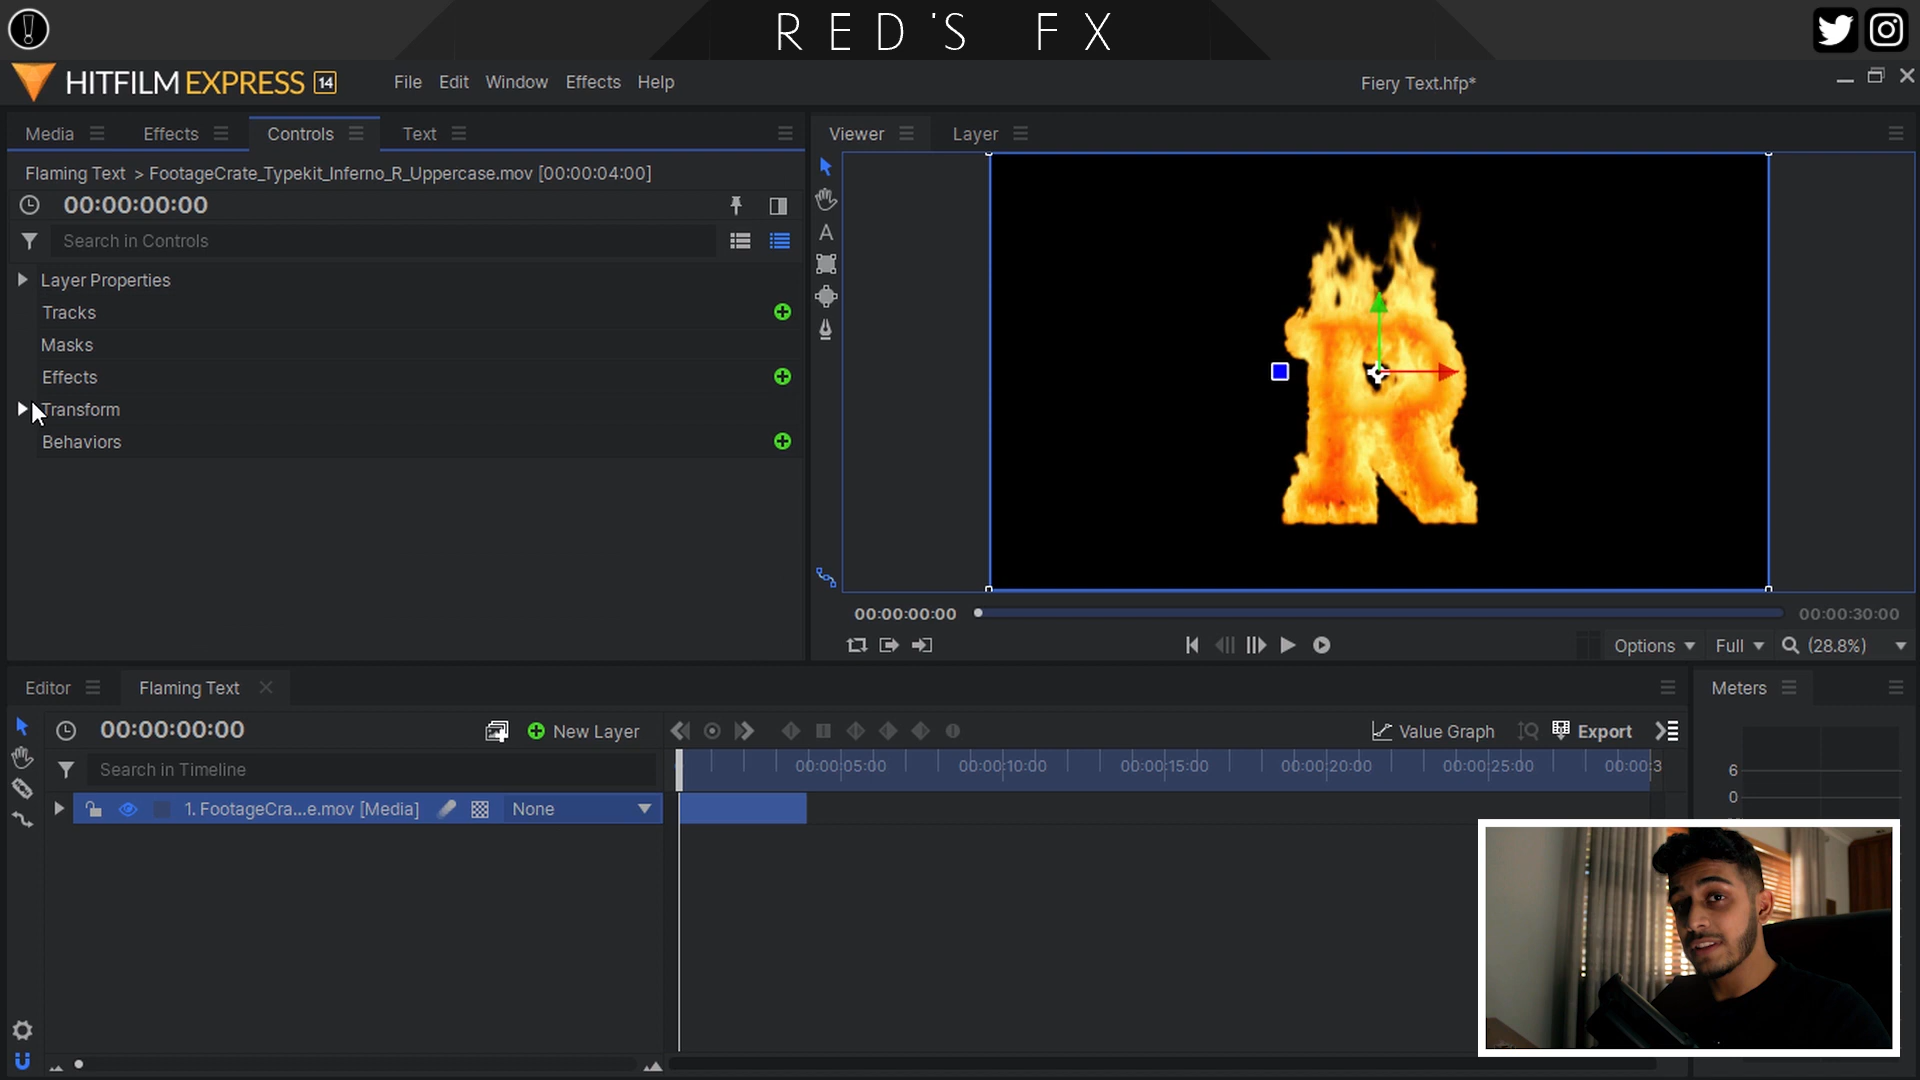 RED'S FX
HITFILM EXPRESS 14
File Edit Window Effects Help
Fiery Text.hfp*
Media Effects Controls Text
Viewer Layer
Flaming Text > FootageCrate_Typekit_Inferno_R_Uppercase.mov [00:00:04:00]
00:00:00:00
Search in Controls
Layer Properties
Tracks
Masks
Effects
Transform
Behaviors
A
R
00:00:00:00
00:00:30:00
Options Full (28.8%)
Editor Flaming Text
Meters
00:00:00:00
New Layer
Value Graph
Export
Search in Timeline
00:00:05:00 00:00:10:00 00:00:15:00 00:00:20:00 00:00:25:00 00:00:3
6
0
1. FootageCra...e.mov [Media] None